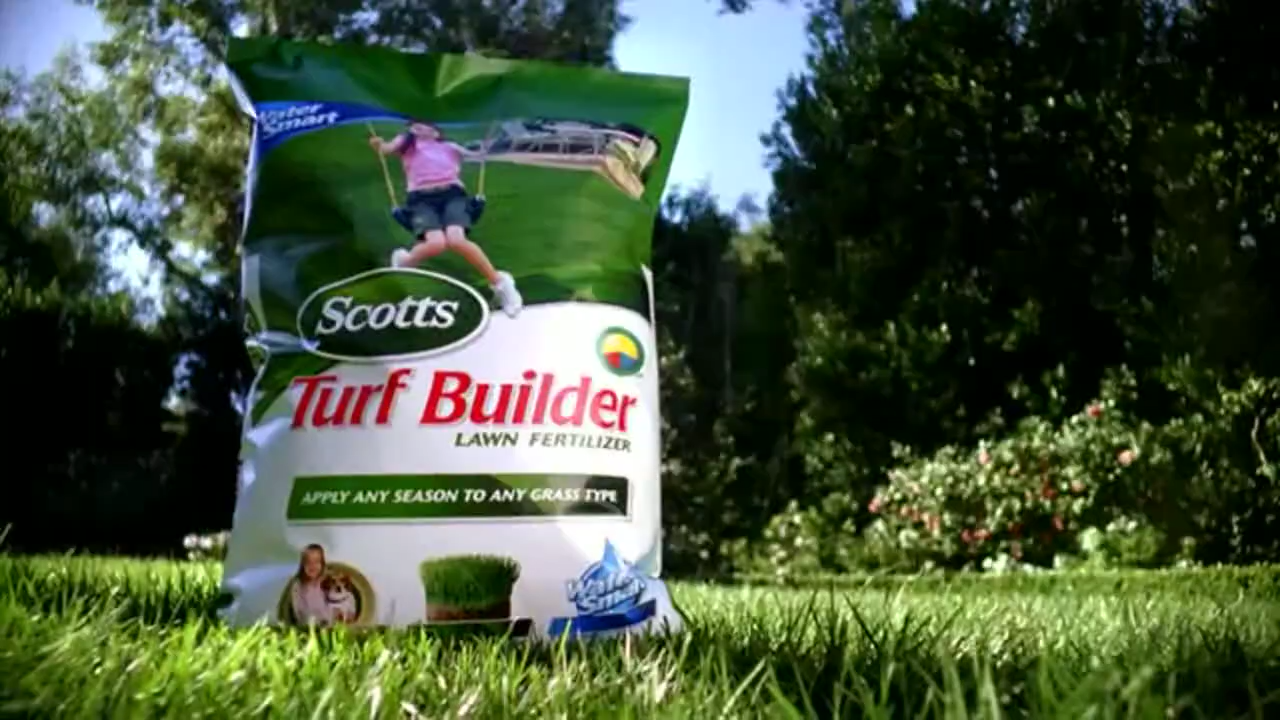 Water
Smart
Scotts
Turf Builder
LAWN FERTILIZER
APPLY ANY SEASON TO ANY GRASS TYPE
Water
Smart